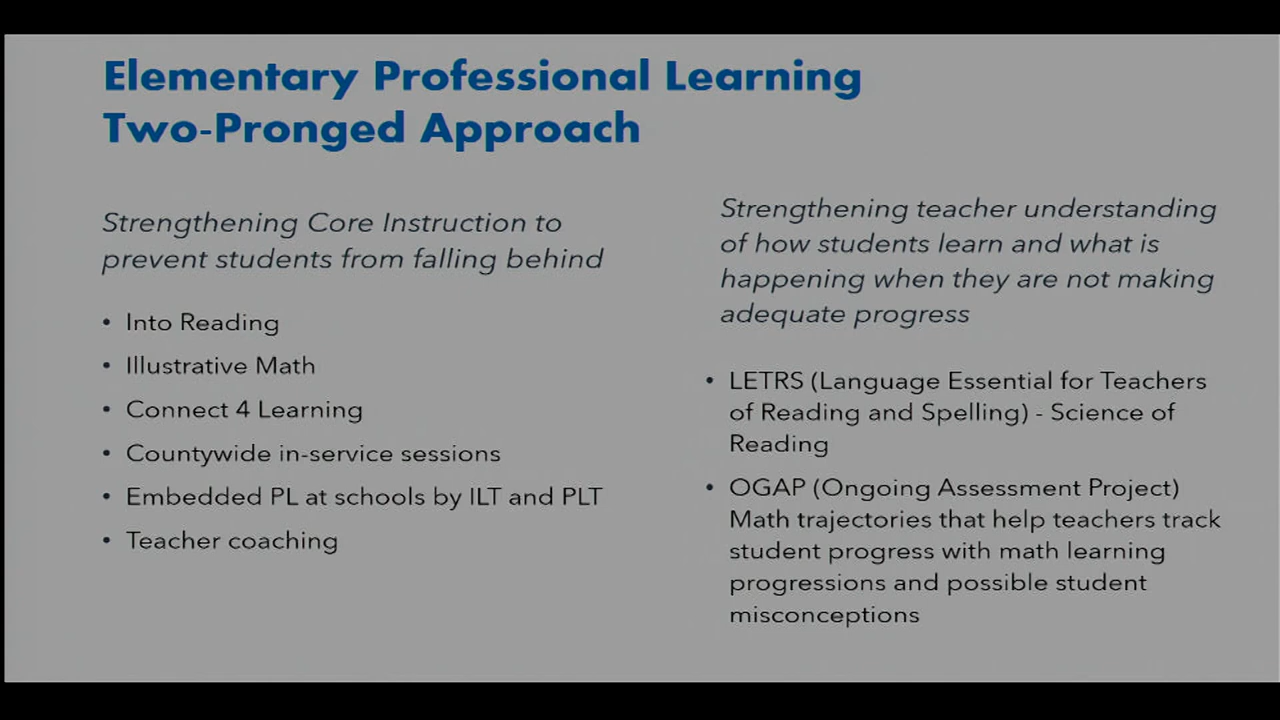 Elementary Professional Learning
Two-Pronged Approach
Strengthening Core Instruction to
prevent students from falling behind
• Into Reading
• Illustrative Math
• Connect 4 Learning
• Countywide in-service sessions
• Embedded PL at schools by ILT and PLT
• Teacher coaching
Strengthening teacher understanding
of how students learn and what is
happening when they are not making
adequate progress
• LETRS (Language Essential for Teachers
of Reading and Spelling) - Science of
Reading
• OGAP (Ongoing Assessment Project)
Math trajectories that help teachers track
student progress with math learning
progressions and possible student
misconceptions